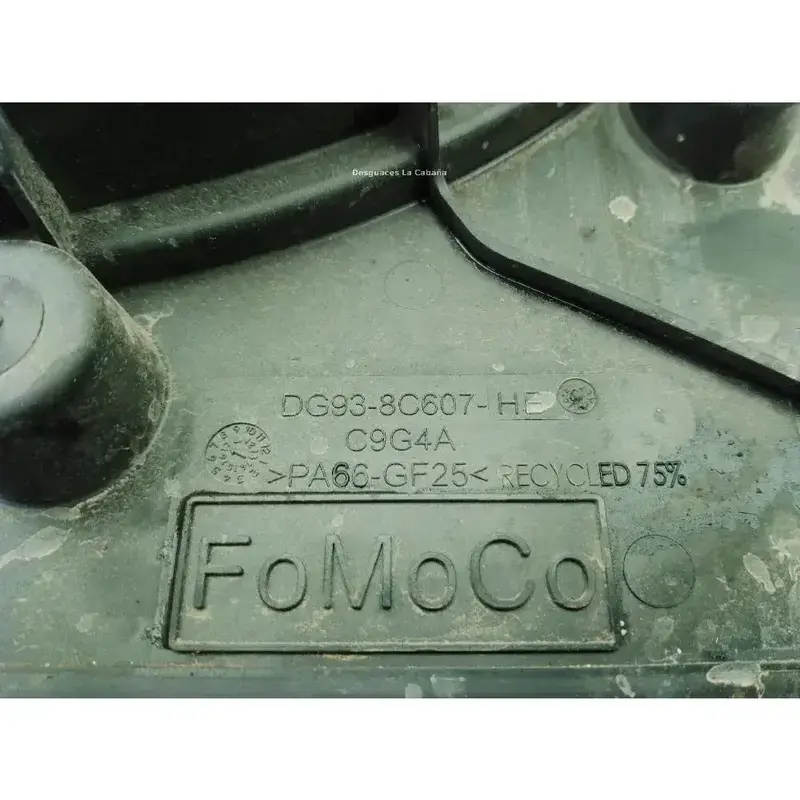 Desguaces La Cabaña
DG93-8C607-HE
C9G4A
>PA66-GF25< RECYCLED 75%
FoMoCo